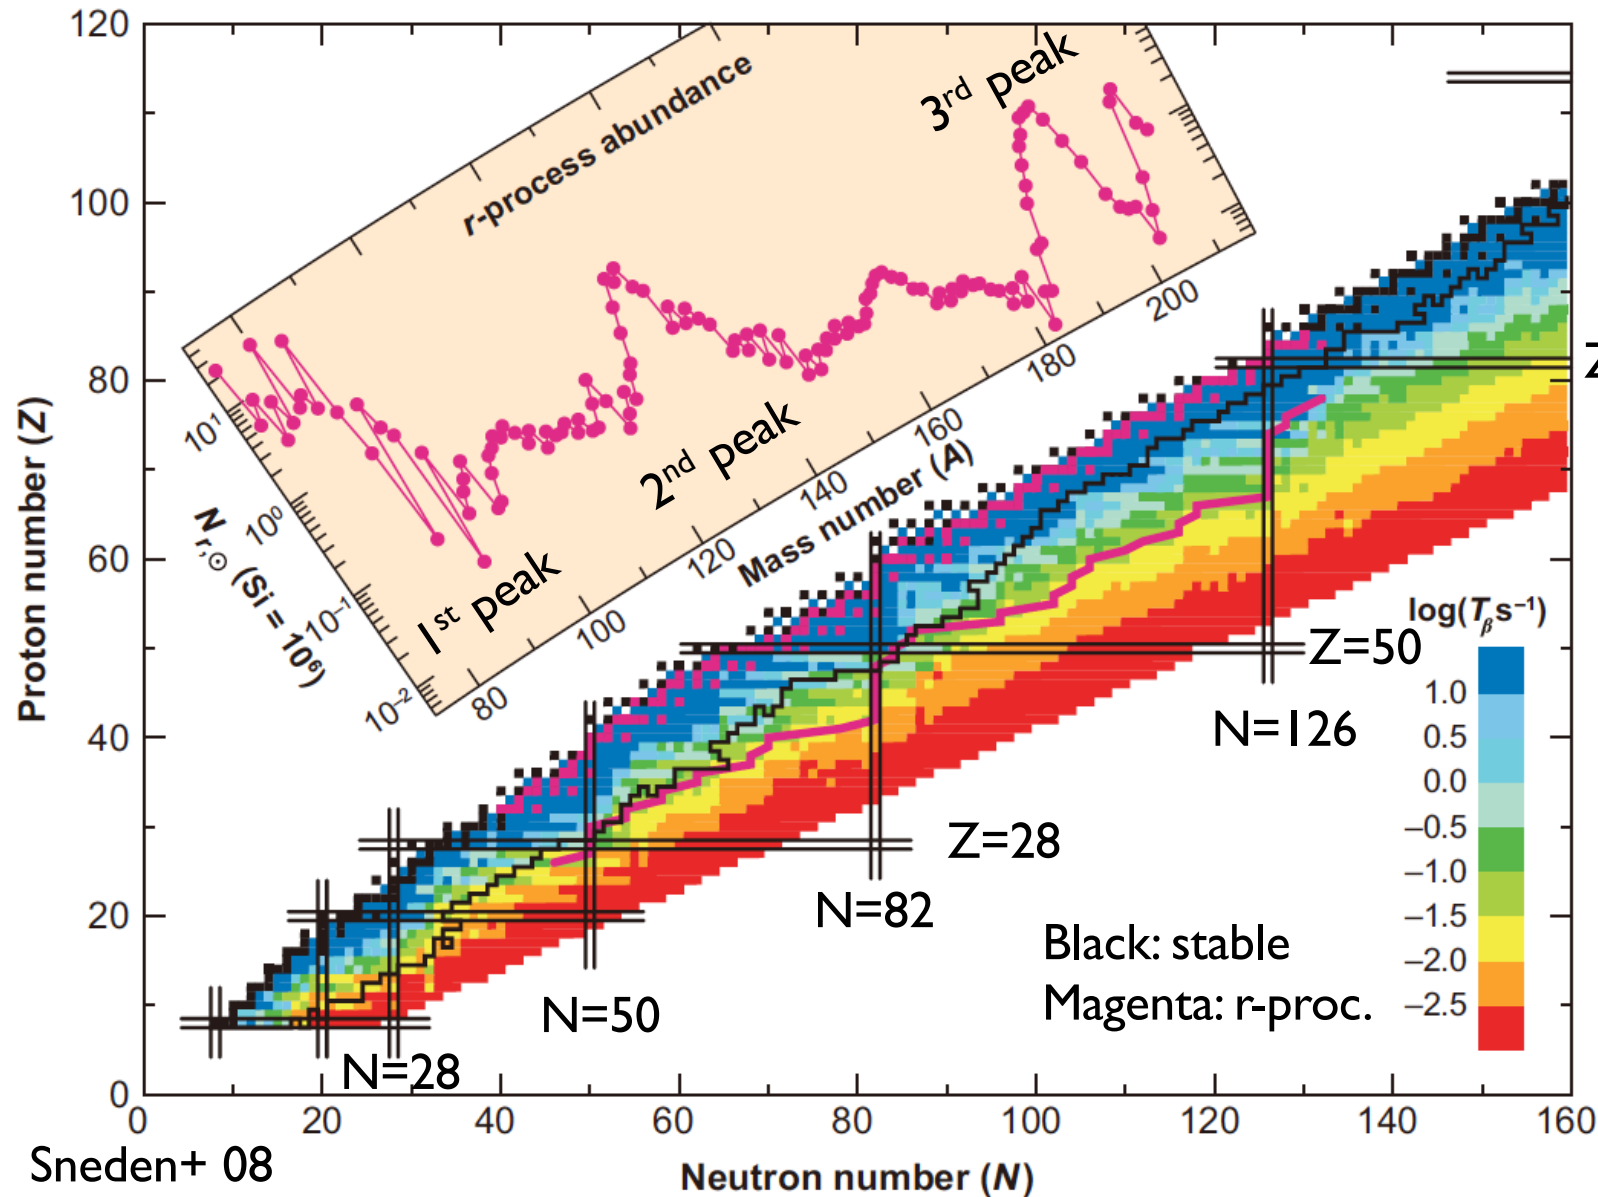 120
100
80
60
40
20
0
Proton number (Z)
r-process abundance
3rd peak
10¹
10⁰
10⁻¹
10⁻²
N r,⊙ (Si = 10⁶)
1st peak
2nd peak
80
100
120
140
160
180
200
Mass number (A)
Z
Z=50
log(Tβ s⁻¹)
1.0
0.5
0.0
−0.5
−1.0
−1.5
−2.0
−2.5
N=126
Z=28
N=82
Black: stable
Magenta: r-proc.
N=50
N=28
0
20
40
60
80
100
120
140
160
Neutron number (N)
Sneden+ 08